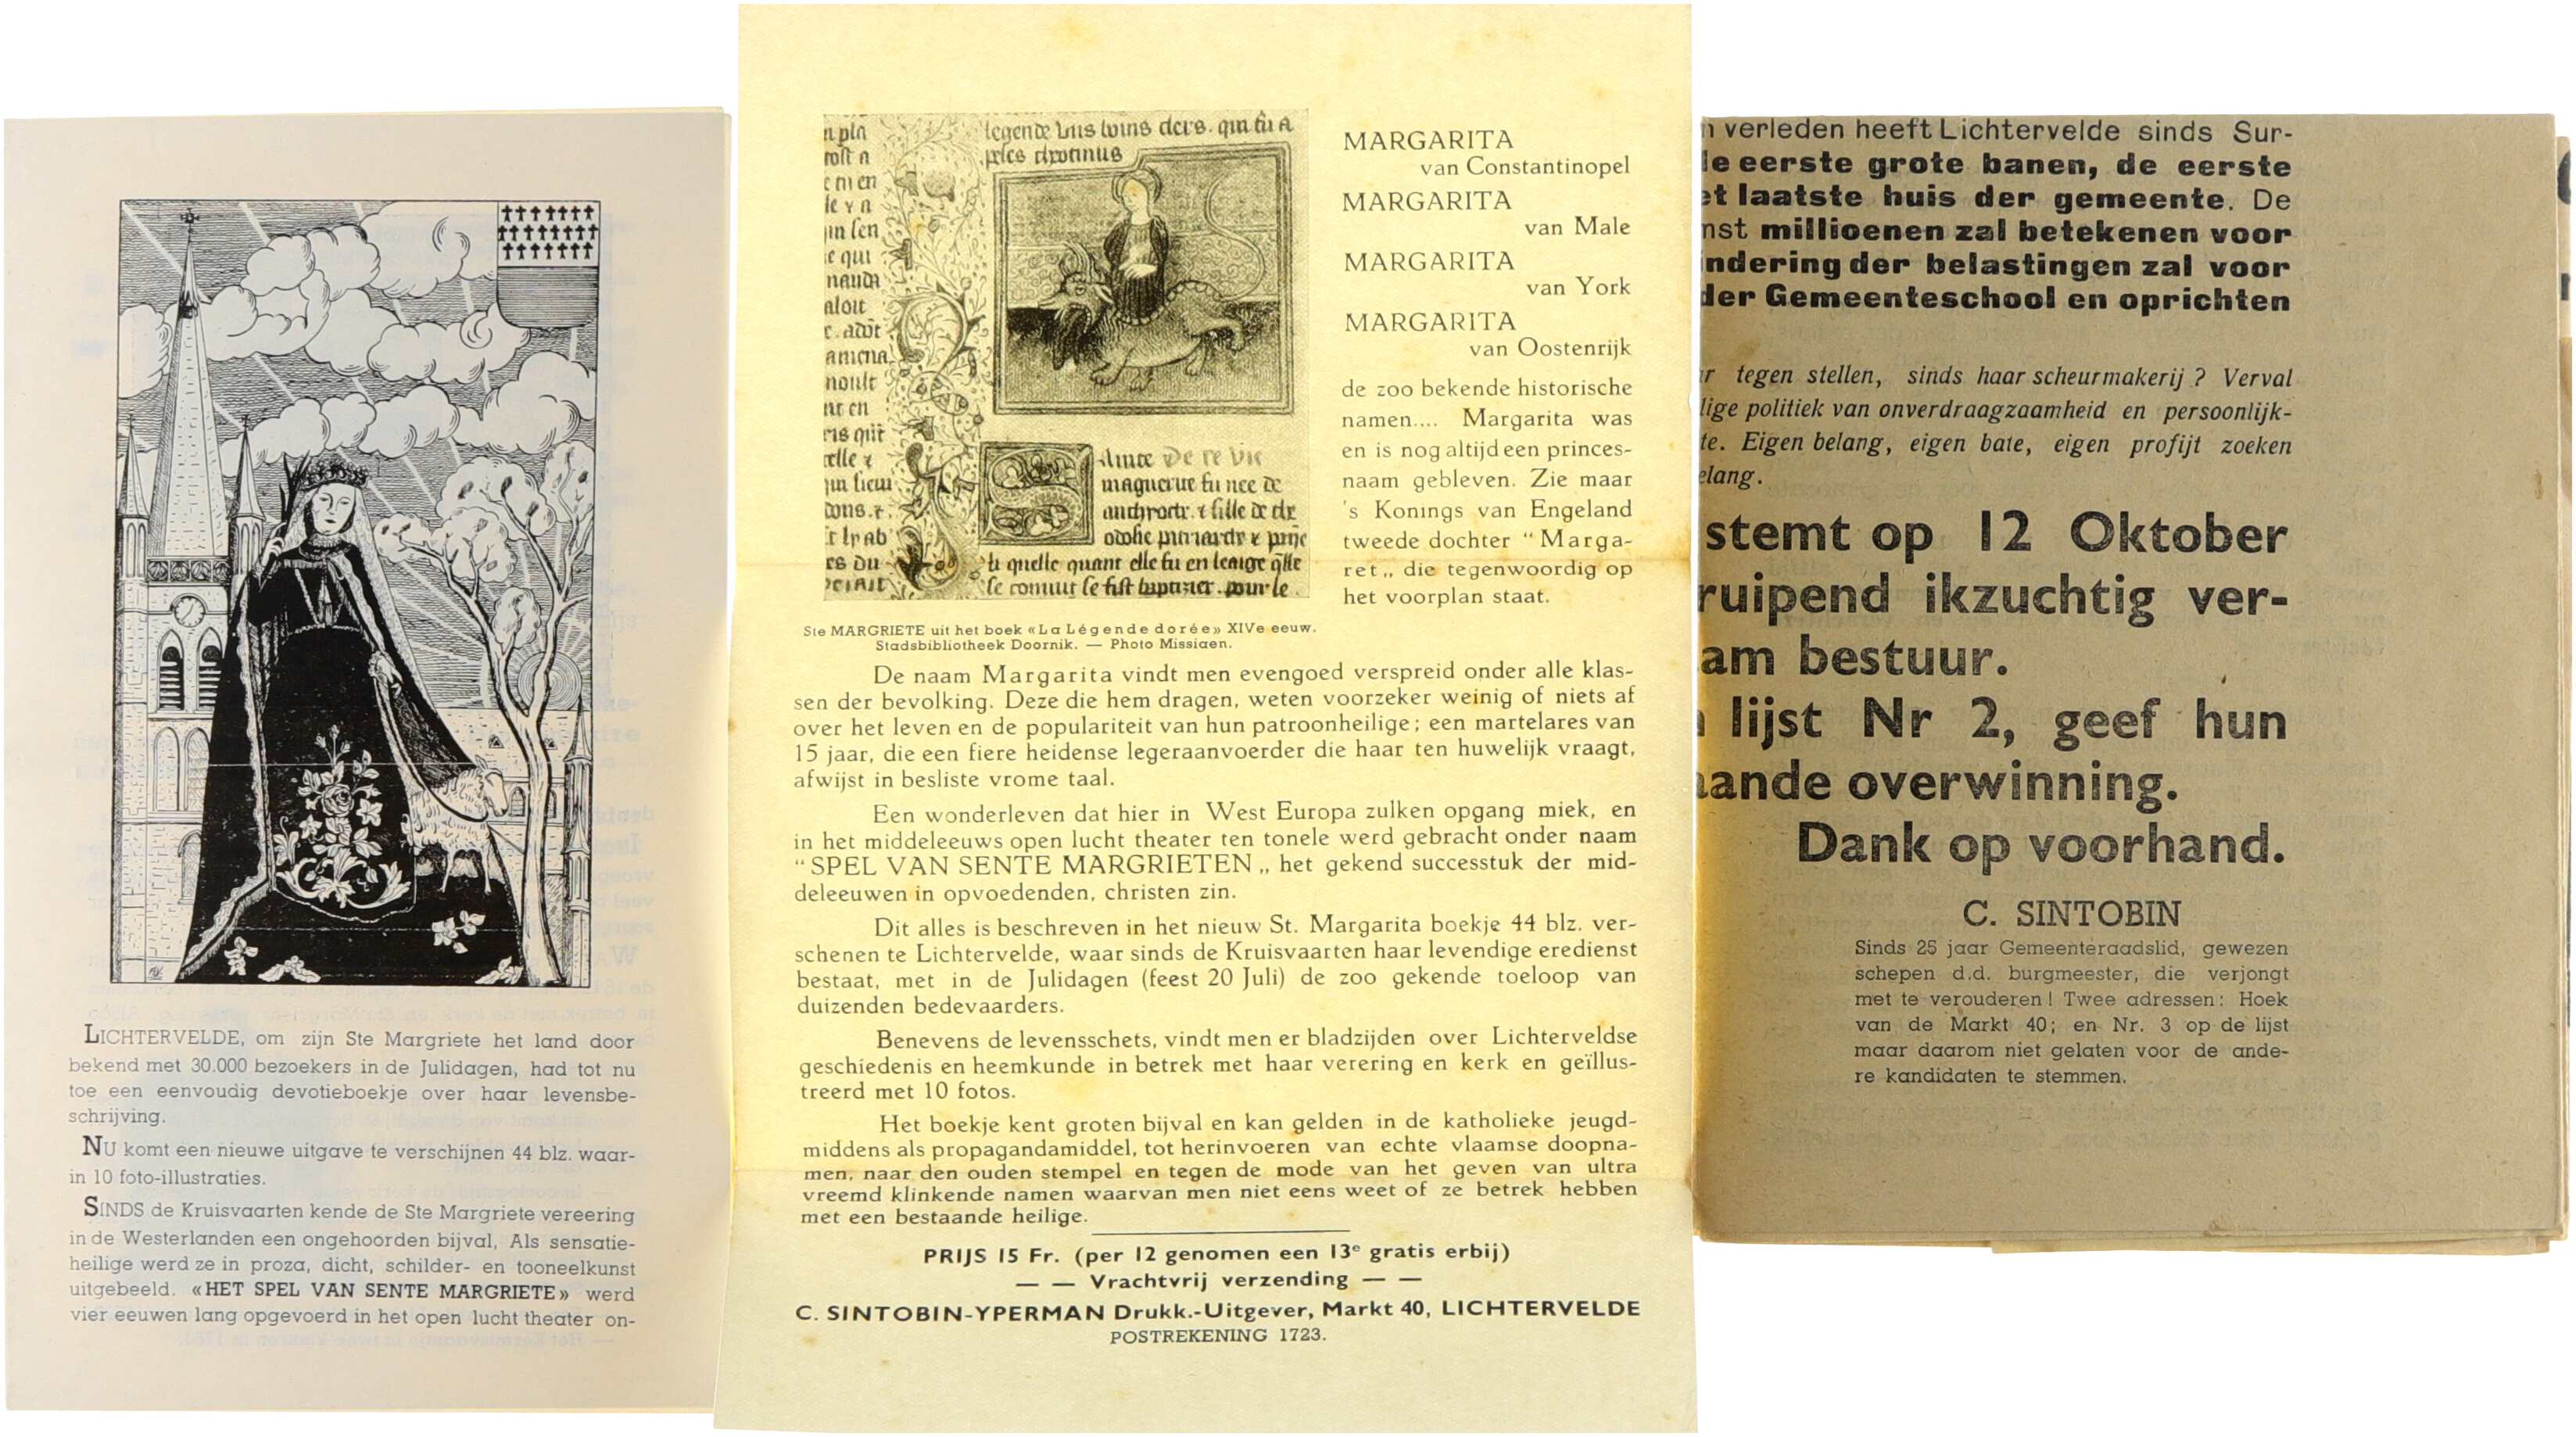 LICHTERVELDE, om zijn Ste Margriete het land door
bekend met 30.000 bezoekers in de Julidagen, had tot nu
toe een eenvoudig devotieboekje over haar levensbe-
schrijving.
NU komt een nieuwe uitgave te verschijnen 44 blz. waar-
in 10 foto-illustraties.
SINDS de Kruisvaarten kende de Ste Margriete vereering
in de Westerlanden een ongehoorden bijval, Als sensatie-
heilige werd ze in proza, dicht, schilder- en tooneelkunst
uitgebeeld. «HET SPEL VAN SENTE MARGRIETE» werd
vier eeuwen lang opgevoerd in het open lucht theater on-
MARGARITA
van Constantinopel
MARGARITA
van Male
MARGARITA
van York
MARGARITA
van Oostenrijk
de zoo bekende historische
namen.... Margarita was
en is nog altijd een princes-
naam gebleven. Zie maar
's Konings van Engeland
tweede dochter "Marga-
ret„ die tegenwoordig op
het voorplan staat.
Ste MARGRIETE uit het boek «La Légende dorée» XIVe eeuw.
Stadsbibliotheek Doornik. — Photo Missiaen.
De naam Margarita vindt men evengoed verspreid onder alle klas-
sen der bevolking. Deze die hem dragen, weten voorzeker weinig of niets af
over het leven en de populariteit van hun patroonheilige; een martelares van
15 jaar, die een fiere heidense legeraanvoerder die haar ten huwelijk vraagt,
afwijst in besliste vrome taal.
Een wonderleven dat hier in West Europa zulken opgang miek, en
in het middeleeuws open lucht theater ten tonele werd gebracht onder naam
"SPEL VAN SENTE MARGRIETEN„ het gekend successtuk der mid-
deleeuwen in opvoedenden, christen zin.
Dit alles is beschreven in het nieuw St. Margarita boekje 44 blz. ver-
schenen te Lichtervelde, waar sinds de Kruisvaarten haar levendige eredienst
bestaat, met in de Julidagen (feest 20 Juli) de zoo gekende toeloop van
duizenden bedevaarders.
Benevens de levensschets, vindt men er bladzijden over Lichterveldse
geschiedenis en heemkunde in betrek met haar verering en kerk en geïllus-
treerd met 10 fotos.
Het boekje kent groten bijval en kan gelden in de katholieke jeugd-
middens als propagandamiddel, tot herinvoeren van echte vlaamse doopna-
men, naar den ouden stempel en tegen de mode van het geven van ultra
vreemd klinkende namen waarvan men niet eens weet of ze betrek hebben
met een bestaande heilige.
PRIJS 15 Fr. (per 12 genomen een 13e gratis erbij)
— — Vrachtvrij verzending — —
C. SINTOBIN-YPERMAN Drukk.-Uitgever, Markt 40, LICHTERVELDE
POSTREKENING 1723.
verleden heeft Lichtervelde sinds Sur-
eerste grote banen, de eerste
laatste huis der gemeente. De
millioenen zal betekenen voor
der belastingen zal voor
der Gemeenteschool en oprichten
tegen stellen, sinds haar scheurmakerij ? Verval
politiek van onverdraagzaamheid en persoonlijk-
Eigen belang, eigen bate, eigen profijt zoeken
stemt op 12 Oktober
ikzuchtig ver-
bestuur.
lijst Nr 2, geef hun
overwinning.
Dank op voorhand.
C. SINTOBIN
Sinds 25 jaar Gemeenteraadslid, gewezen
schepen d.d. burgmeester, die verjongt
met te verouderen ! Twee adressen: Hoek
van de Markt 40; en Nr. 3 op de lijst
maar daarom niet gelaten voor de ande-
re kandidaten te stemmen.